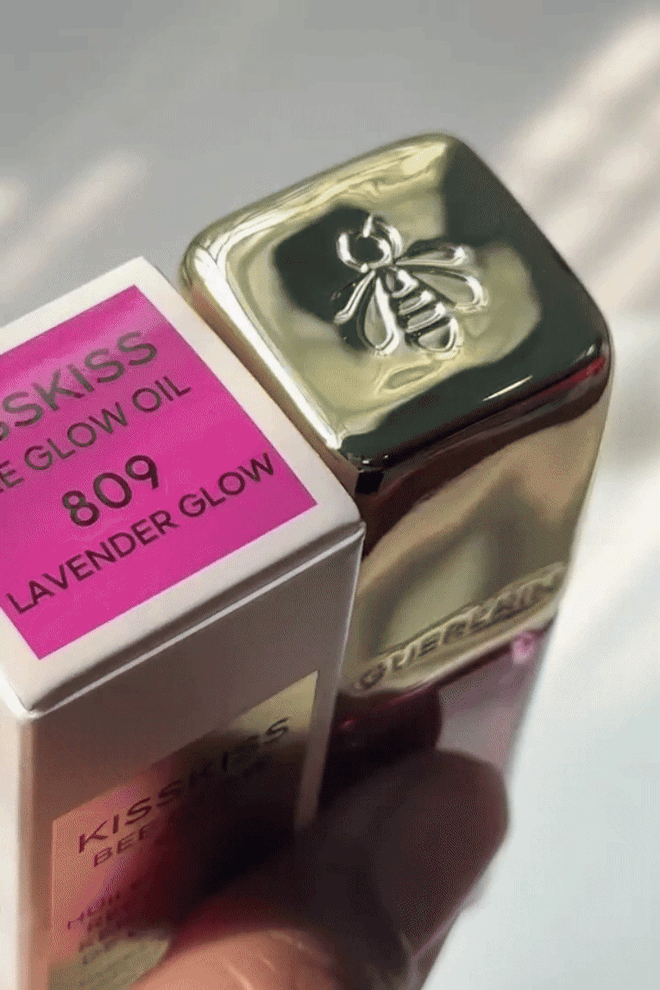 SSKISS
E GLOW OIL
809
LAVENDER GLOW
GUERLAIN
KISSKISS
BEE